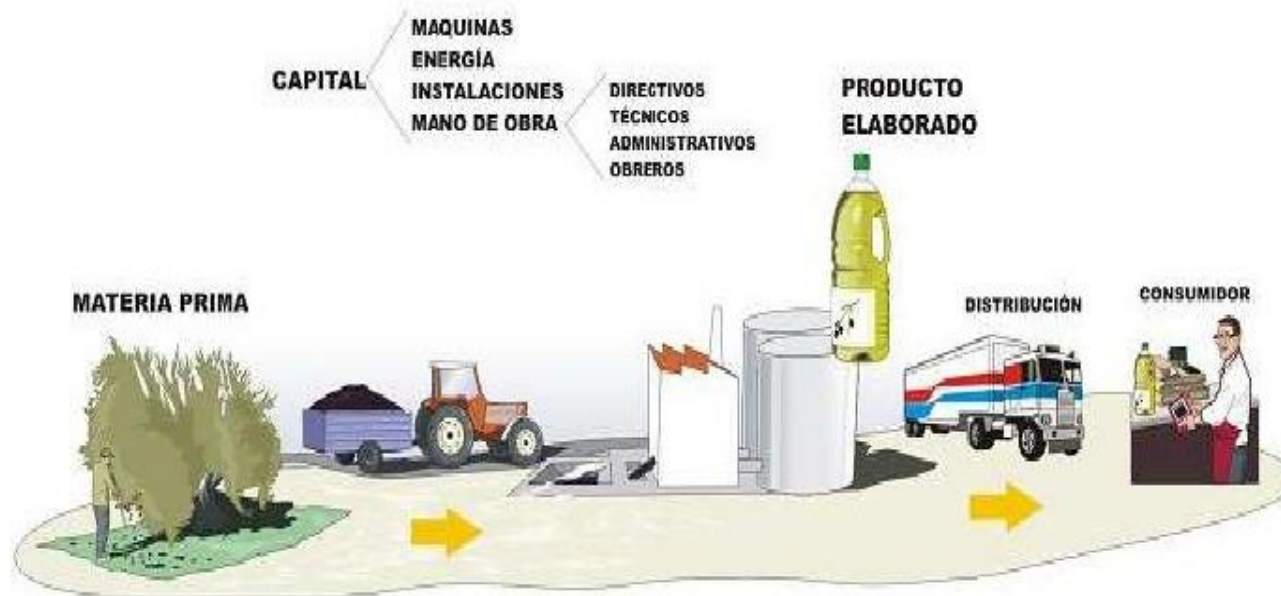 CAPITAL
MAQUINAS
ENERGÍA
INSTALACIONES
MANO DE OBRA
DIRECTIVOS
TÉCNICOS
ADMINISTRATIVOS
OBREROS
PRODUCTO
ELABORADO
MATERIA PRIMA
DISTRIBUCIÓN
CONSUMIDOR